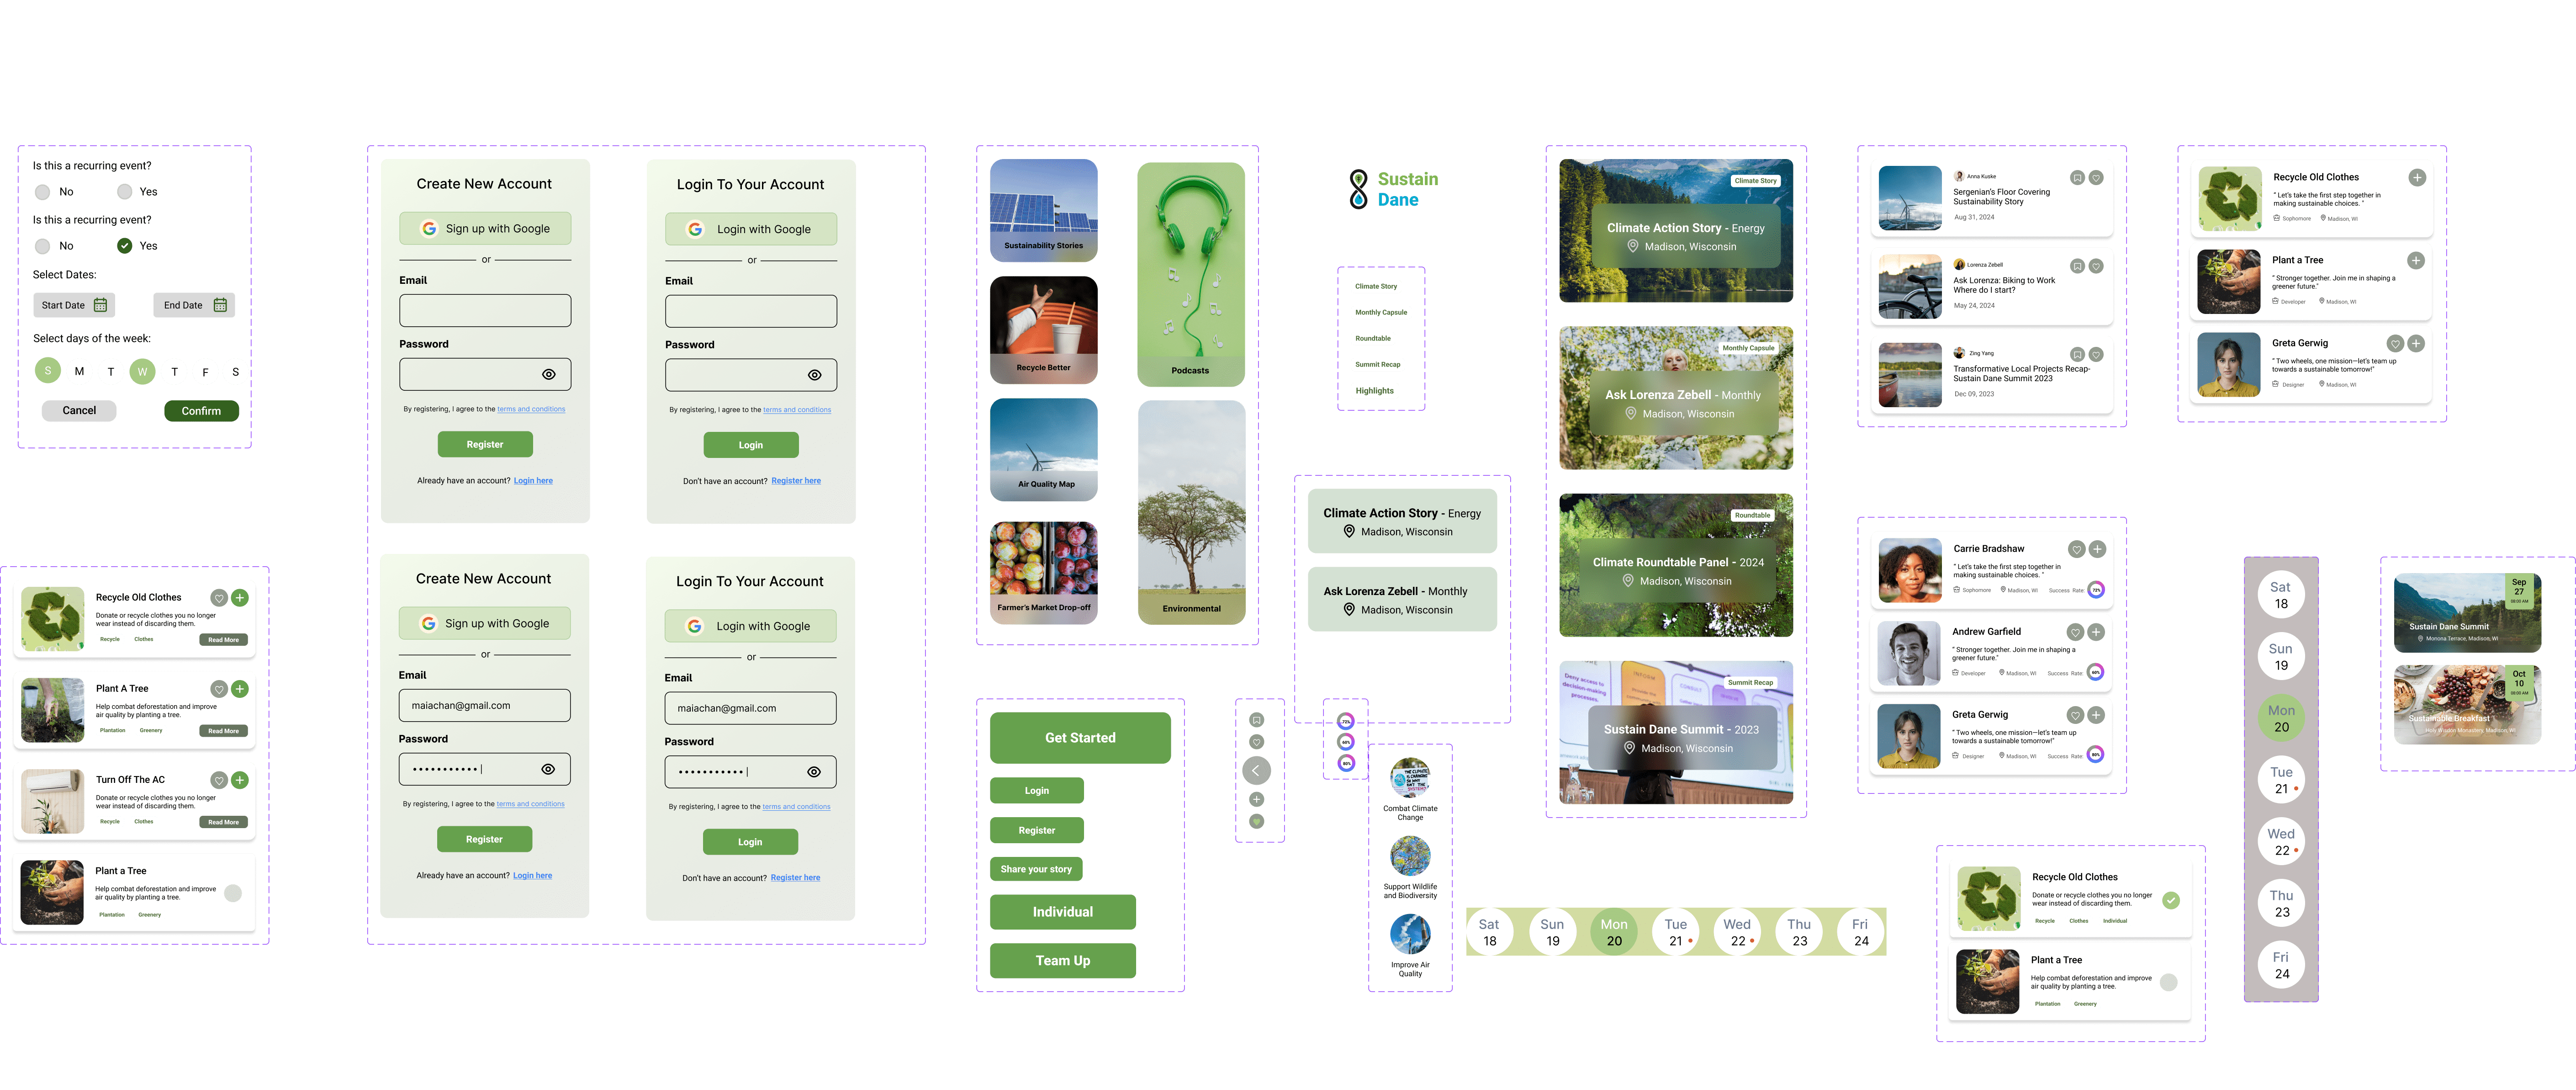 Is this a recurring event?
No
Yes
Is this a recurring event?
No
Yes
Select Dates:
Start Date
End Date
Select days of the week:
S M T W T F S
Cancel
Confirm
Recycle Old Clothes
Donate or recycle clothes you no longer
wear instead of discarding them.
Recycle
Clothes
Read More
Plant A Tree
Help combat deforestation and improve
air quality by planting a tree.
Plantation
Greenery
Read More
Turn Off The AC
Donate or recycle clothes you no longer
wear instead of discarding them.
Recycle
Clothes
Read More
Plant a Tree
Help combat deforestation and improve
air quality by planting a tree.
Plantation
Greenery
Create New Account
Sign up with Google
or
Email
Password
By registering, I agree to the terms and conditions
Register
Already have an account? Login here
Login To Your Account
Login with Google
or
Email
Password
By registering, I agree to the terms and conditions
Login
Don't have an account? Register here
Create New Account
Sign up with Google
or
Email
maiachan@gmail.com
Password
By registering, I agree to the terms and conditions
Register
Already have an account? Login here
Login To Your Account
Login with Google
or
Email
maiachan@gmail.com
Password
By registering, I agree to the terms and conditions
Login
Don't have an account? Register here
Sustainability Stories
Recycle Better
Air Quality Map
Farmer's Market Drop-off
Podcasts
Environmental
Get Started
Login
Register
Share your story
Individual
Team Up
Sustain
Dane
Climate Story
Monthly Capsule
Roundtable
Summit Recap
Highlights
Climate Action Story - Energy
Madison, Wisconsin
Ask Lorenza Zebell - Monthly
Madison, Wisconsin
72%
60%
80%
Combat Climate
Change
Support Wildlife
and Biodiversity
Improve Air
Quality
Climate Story
Climate Action Story - Energy
Madison, Wisconsin
Monthly Capsule
Ask Lorenza Zebell - Monthly
Madison, Wisconsin
Roundtable
Climate Roundtable Panel - 2024
Madison, Wisconsin
Deny access to
decision-making
processes.
INFORM
CONSULT
Summit Recap
Sustain Dane Summit - 2023
Madison, Wisconsin
Sat
18
Sun
19
Mon
20
Tue
21
Wed
22
Thu
23
Fri
24
Anna Kuske
Sergenian's Floor Covering
Sustainability Story
Aug 31, 2024
Lorenza Zebell
Ask Lorenza: Biking to Work
Where do I start?
May 24, 2024
Zing Yang
Transformative Local Projects Recap-
Sustain Dane Summit 2023
Dec 09, 2023
Carrie Bradshaw
" Let's take the first step together in
making sustainable choices. "
Sophomore
Madison, WI
Success Rate:
72%
Andrew Garfield
" Stronger together. Join me in shaping a
greener future."
Developer
Madison, WI
Success Rate:
60%
Greta Gerwig
" Two wheels, one mission—let's team up
towards a sustainable tomorrow!"
Designer
Madison, WI
Success Rate:
80%
Recycle Old Clothes
Donate or recycle clothes you no longer
wear instead of discarding them.
Recycle
Clothes
Individual
Plant a Tree
Help combat deforestation and improve
air quality by planting a tree.
Plantation
Greenery
Recycle Old Clothes
" Let's take the first step together in
making sustainable choices. "
Sophomore
Madison, WI
Plant a Tree
" Stronger together. Join me in shaping a
greener future."
Developer
Madison, WI
Greta Gerwig
" Two wheels, one mission—let's team up
towards a sustainable tomorrow!"
Designer
Madison, WI
Sat
18
Sun
19
Mon
20
Tue
21
Wed
22
Thu
23
Fri
24
Sep
27
08:00 AM
Sustain Dane Summit
Monona Terrace, Madison, WI
Oct
10
08:00 AM
Sustainable Breakfast
Holy Wisdom Monastery, Madison, WI